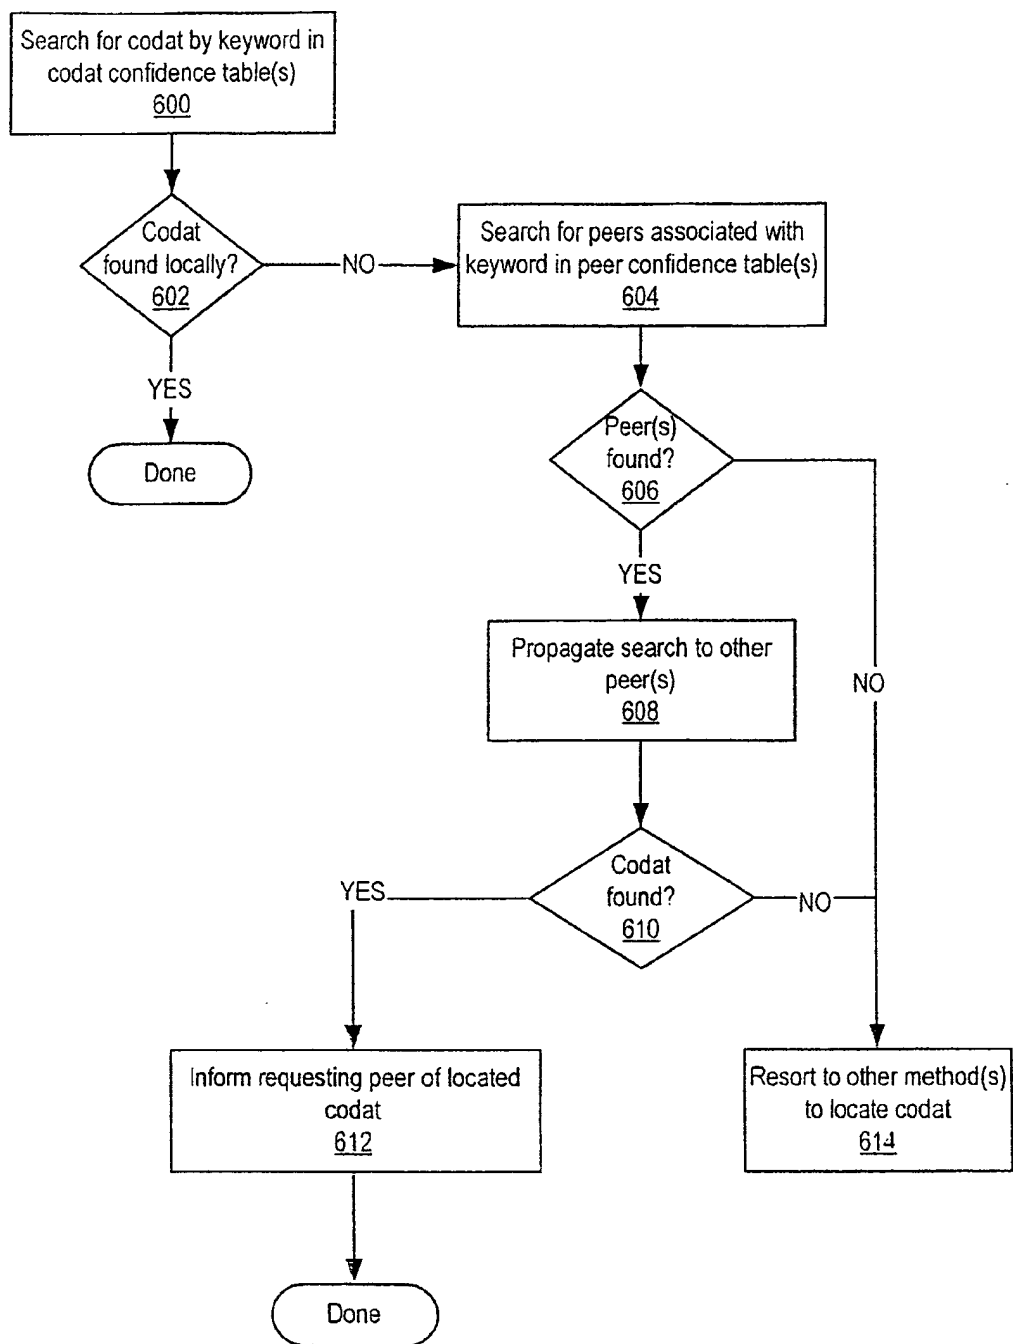 Search for codat by keyword in
codat confidence table(s)
600
Codat
found locally?
602
NO
Search for peers associated with
keyword in peer confidence table(s)
604
YES
Done
Peer(s)
found?
606
YES
NO
Propagate search to other
peer(s)
608
Codat
found?
610
YES
NO
Inform requesting peer of located
codat
612
Resort to other method(s)
to locate codat
614
Done